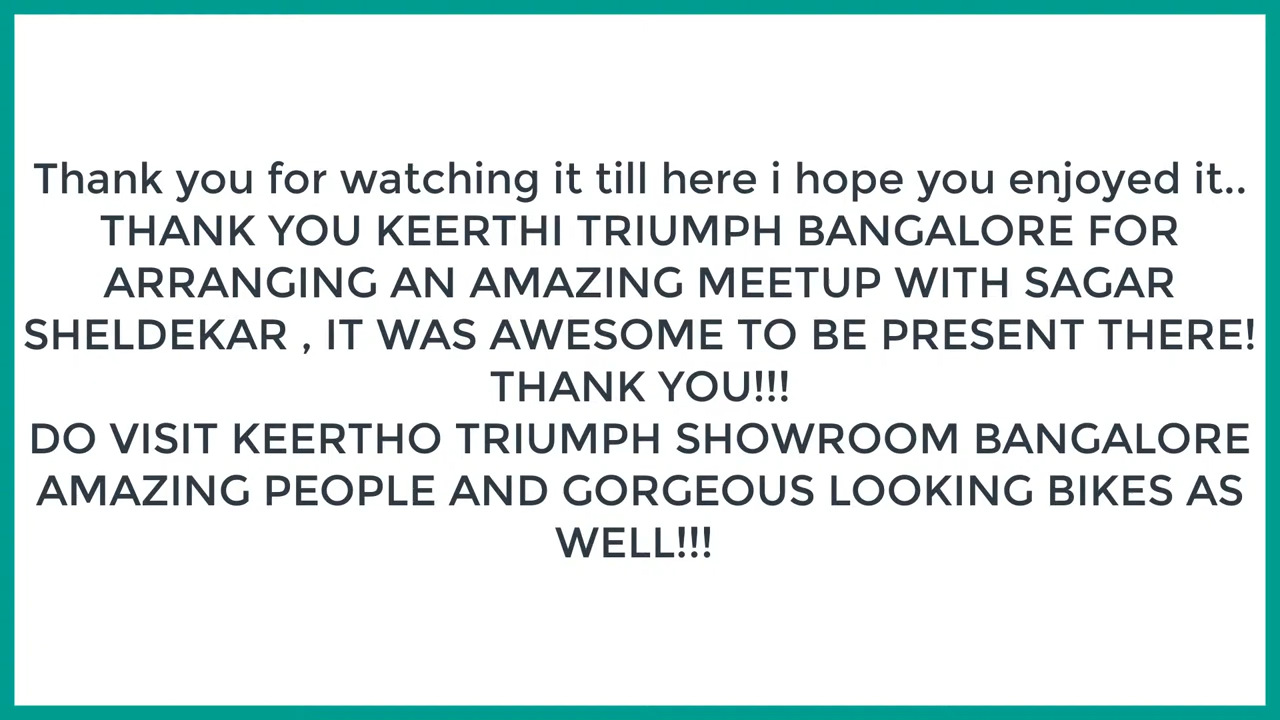 Thank you for watching it till here i hope you enjoyed it..
THANK YOU KEERTHI TRIUMPH BANGALORE FOR
ARRANGING AN AMAZING MEETUP WITH SAGAR
SHELDEKAR , IT WAS AWESOME TO BE PRESENT THERE!
THANK YOU!!!
DO VISIT KEERTHO TRIUMPH SHOWROOM BANGALORE
AMAZING PEOPLE AND GORGEOUS LOOKING BIKES AS
WELL!!!